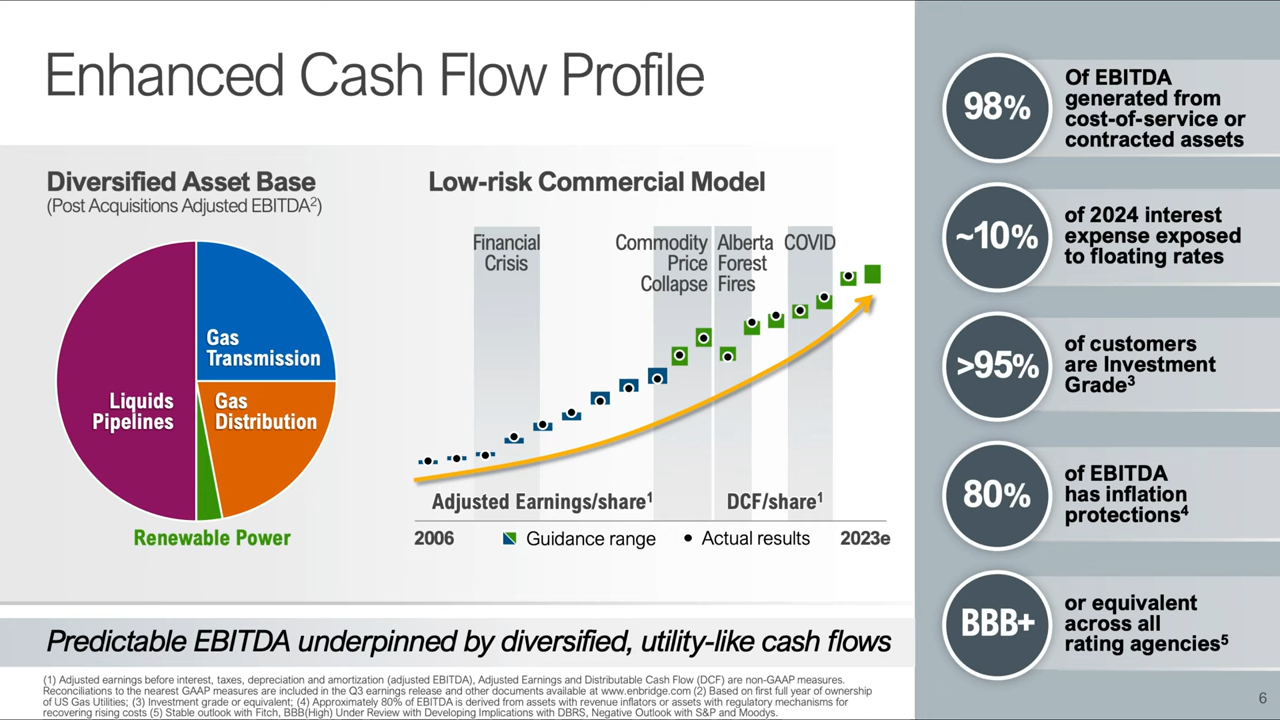 Enhanced Cash Flow Profile
Diversified Asset Base
(Post Acquisitions Adjusted EBITDA2)
Gas
Transmission
Liquids
Pipelines
Gas
Distribution
Renewable Power
Low-risk Commercial Model
Financial
Crisis
Commodity
Price
Collapse
Alberta
Forest
Fires
COVID
Adjusted Earnings/share1
DCF/share1
2006
Guidance range
Actual results
2023e
98%
Of EBITDA
generated from
cost-of-service or
contracted assets
~10%
of 2024 interest
expense exposed
to floating rates
>95%
of customers
are Investment
Grade3
80%
of EBITDA
has inflation
protections4
BBB+
or equivalent
across all
rating agencies5
Predictable EBITDA underpinned by diversified, utility-like cash flows
(1) Adjusted earnings before interest, taxes, depreciation and amortization (adjusted EBITDA), Adjusted Earnings and Distributable Cash Flow (DCF) are non-GAAP measures.
Reconciliations to the nearest GAAP measures are included in the Q3 earnings release and other documents available at www.enbridge.com (2) Based on first full year of ownership
of US Gas Utilities; (3) Investment grade or equivalent; (4) Approximately 80% of EBITDA is derived from assets with revenue inflators or assets with regulatory mechanisms for
recovering rising costs (5) Stable outlook with Fitch, BBB(High) Under Review with Developing Implications with DBRS, Negative Outlook with S&P and Moodys.
6